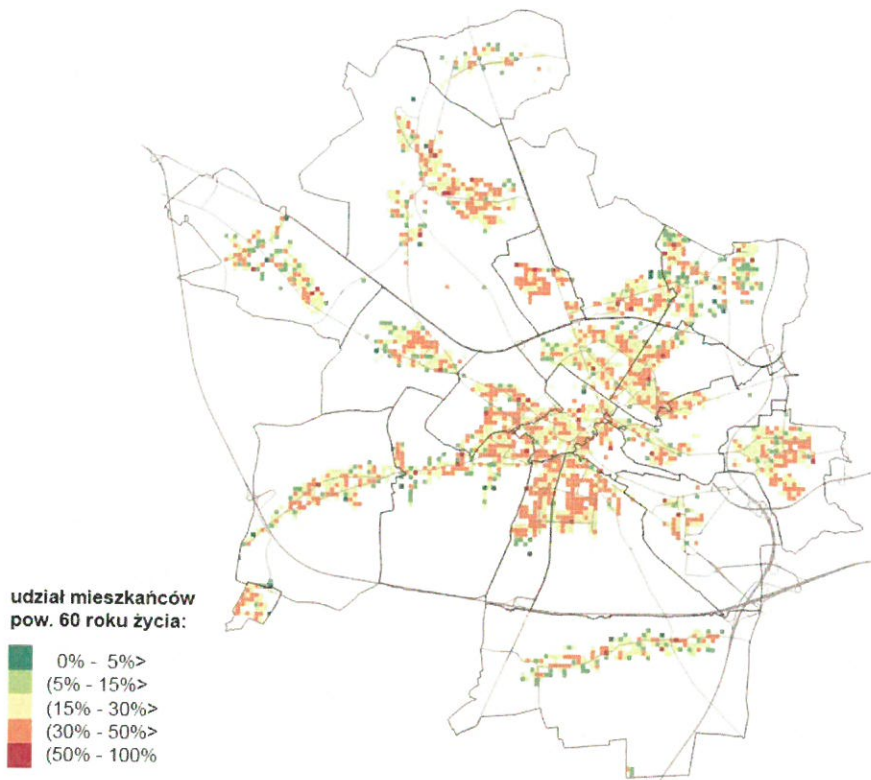 udział mieszkańców
pow. 60 roku życia:
0% - 5%>
(5% - 15%>
(15% - 30%>
(30% - 50%>
(50% - 100%